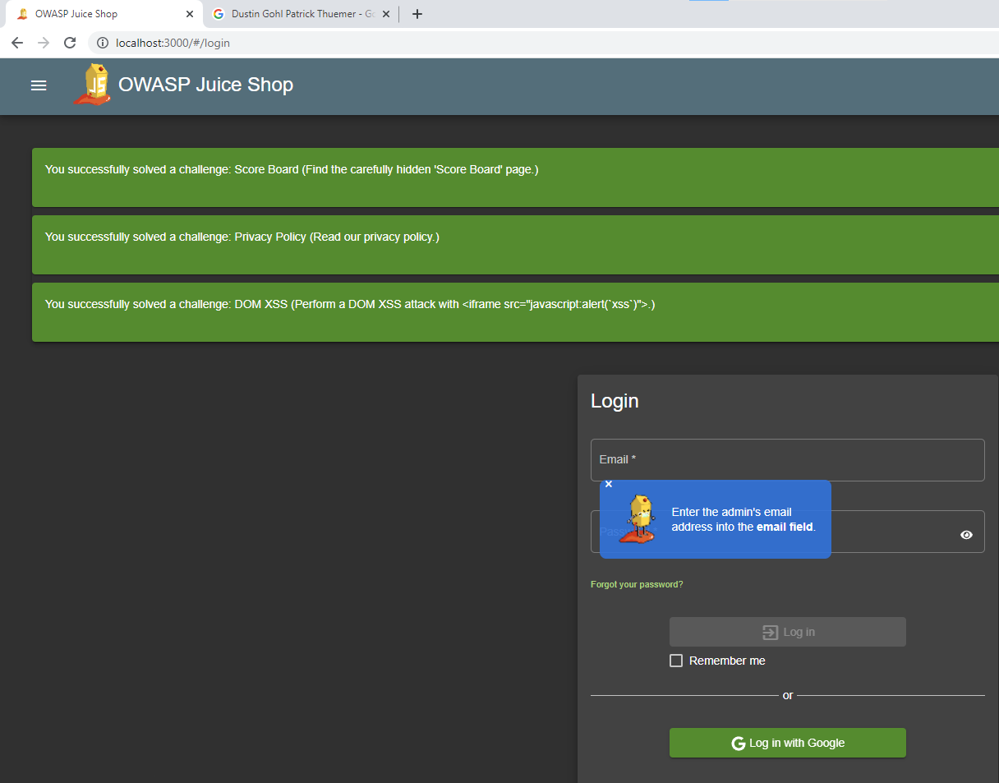 OWASP Juice Shop
Dustin Gohl Patrick Thuemer - Go
localhost:3000/#/login
JS
OWASP Juice Shop
You successfully solved a challenge: Score Board (Find the carefully hidden 'Score Board' page.)
You successfully solved a challenge: Privacy Policy (Read our privacy policy.)
You successfully solved a challenge: DOM XSS (Perform a DOM XSS attack with <iframe src="javascript:alert(`xss`)">.)
Login
Email *
Enter the admin's email
address into the email field.
Forgot your password?
Log in
Remember me
or
G Log in with Google